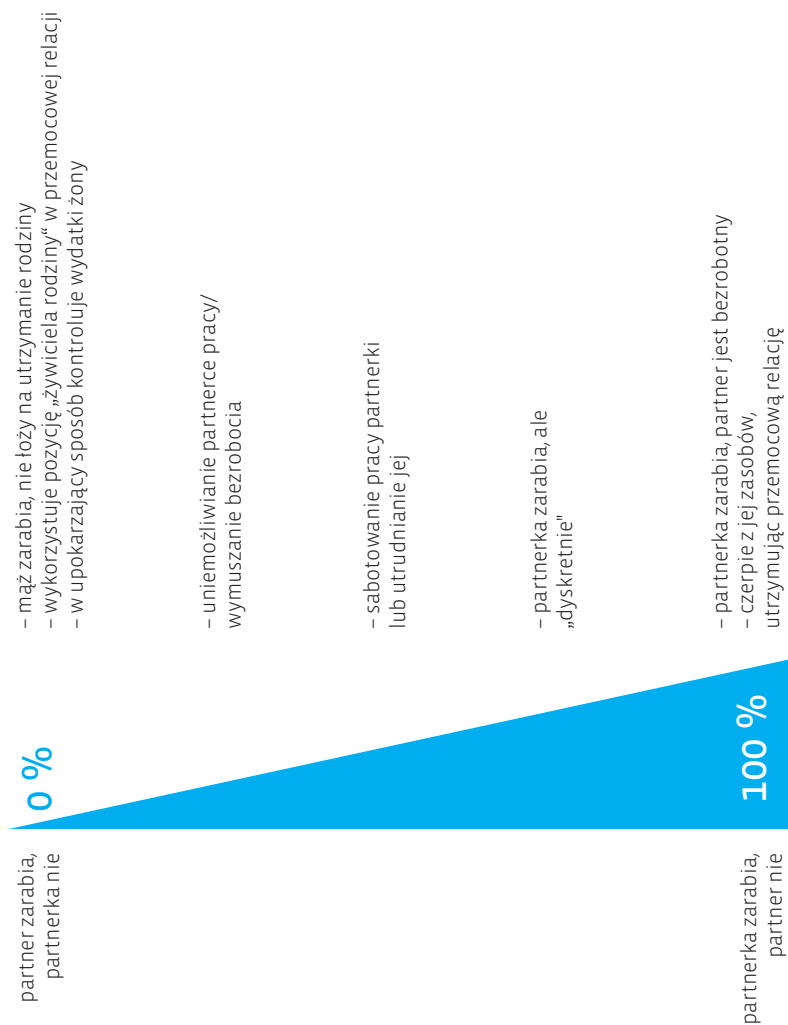 partner zarabia,
partnerka nie
0 %
– mąż zarabia, nie łoży na utrzymanie rodziny
– wykorzystuje pozycję „żywiciela rodziny“ w przemocowej relacji
– w upokarzający sposób kontroluje wydatki żony
– uniemożliwianie partnerce pracy/
wymuszanie bezrobocia
– sabotowanie pracy partnerki
lub utrudnianie jej
– partnerka zarabia, ale
„dyskretnie"
partnerka zarabia,
partner nie
100 %
– partnerka zarabia, partner jest bezrobotny
– czerpie z jej zasobów,
utrzymując przemocową relację